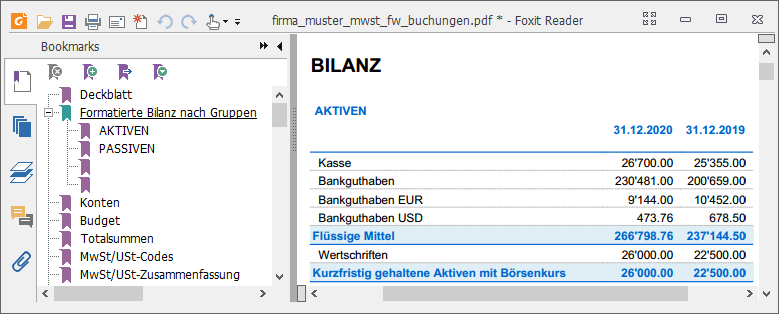 firma_muster_mwst_fw_buchungen.pdf * - Foxit Reader
Bookmarks
Deckblatt
Formatierte Bilanz nach Gruppen
AKTIVEN
PASSIVEN
Konten
Budget
Totalsummen
MwSt/USt-Codes
MwSt/USt-Zusammenfassung
BILANZ
AKTIVEN
31.12.2020 31.12.2019
Kasse 26'700.00 25'355.00
Bankguthaben 230'481.00 200'659.00
Bankguthaben EUR 9'144.00 10'452.00
Bankguthaben USD 473.76 678.50
Flüssige Mittel 266'798.76 237'144.50
Wertschriften 26'000.00 22'500.00
Kurzfristig gehaltene Aktiven mit Börsenkurs 26'000.00 22'500.00